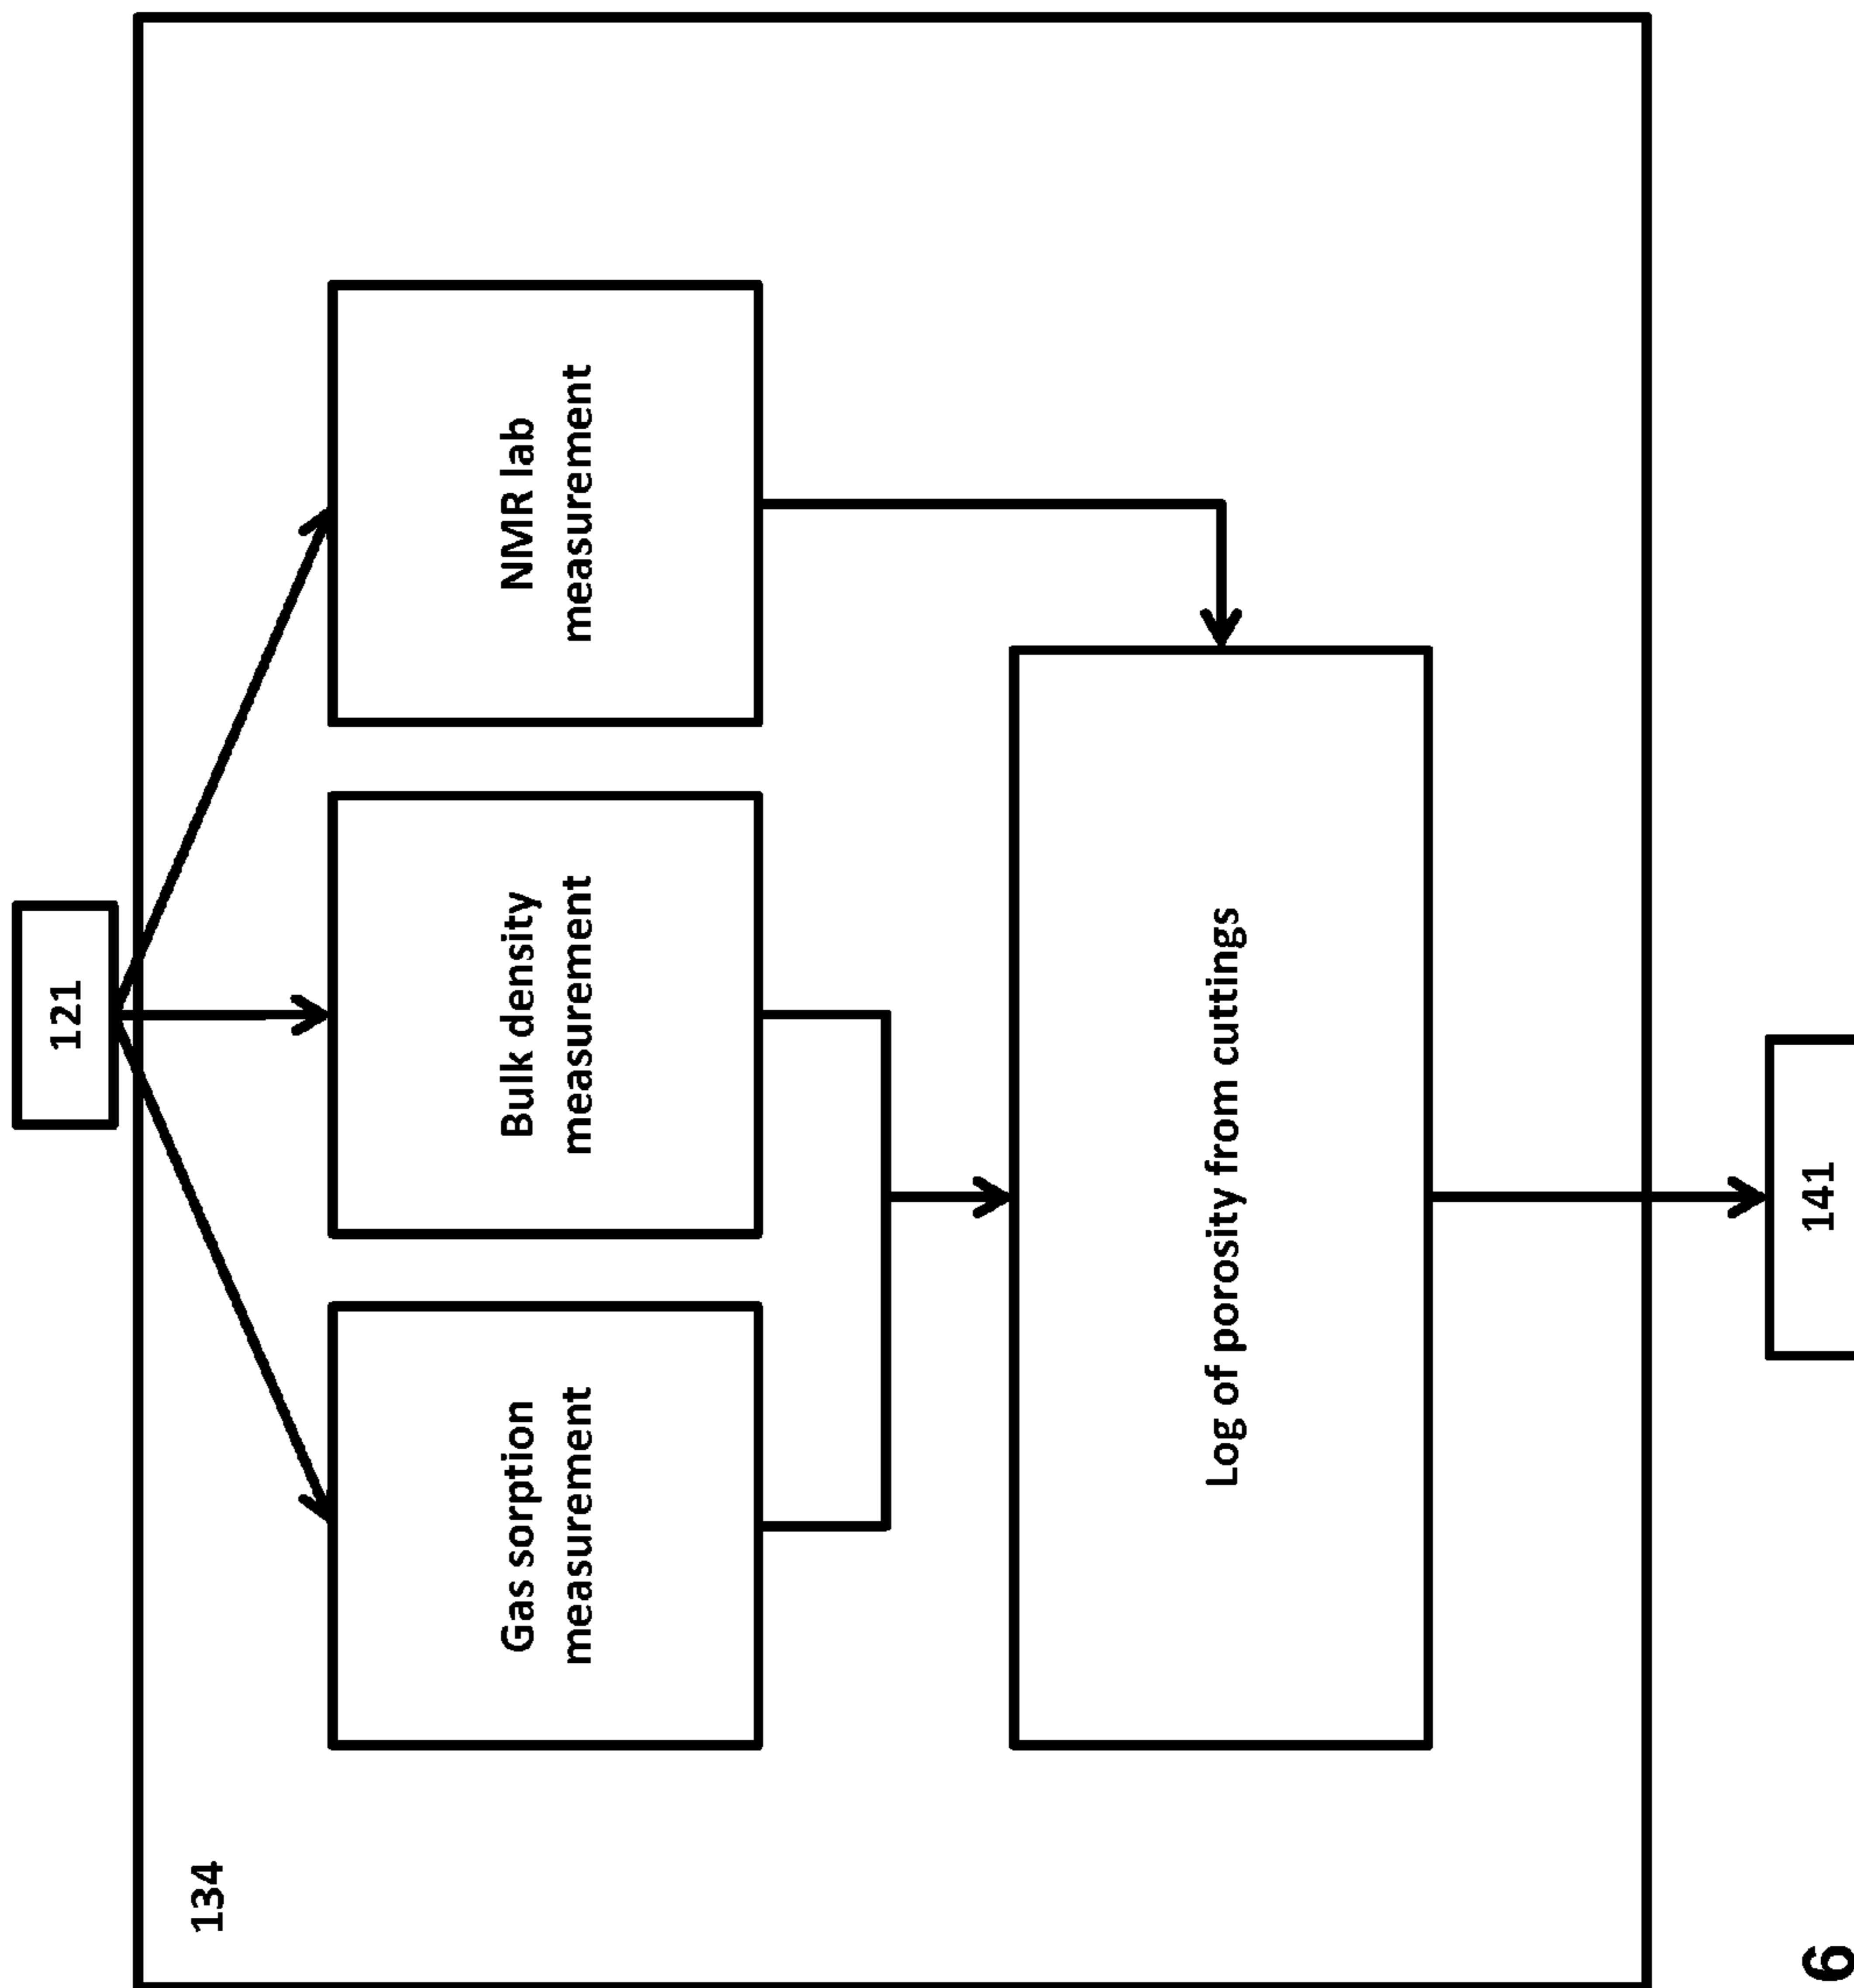 121
134
Gas sorption
measurement
Bulk density
measurement
NMR lab
measurement
Log of porosity from cuttings
141
6